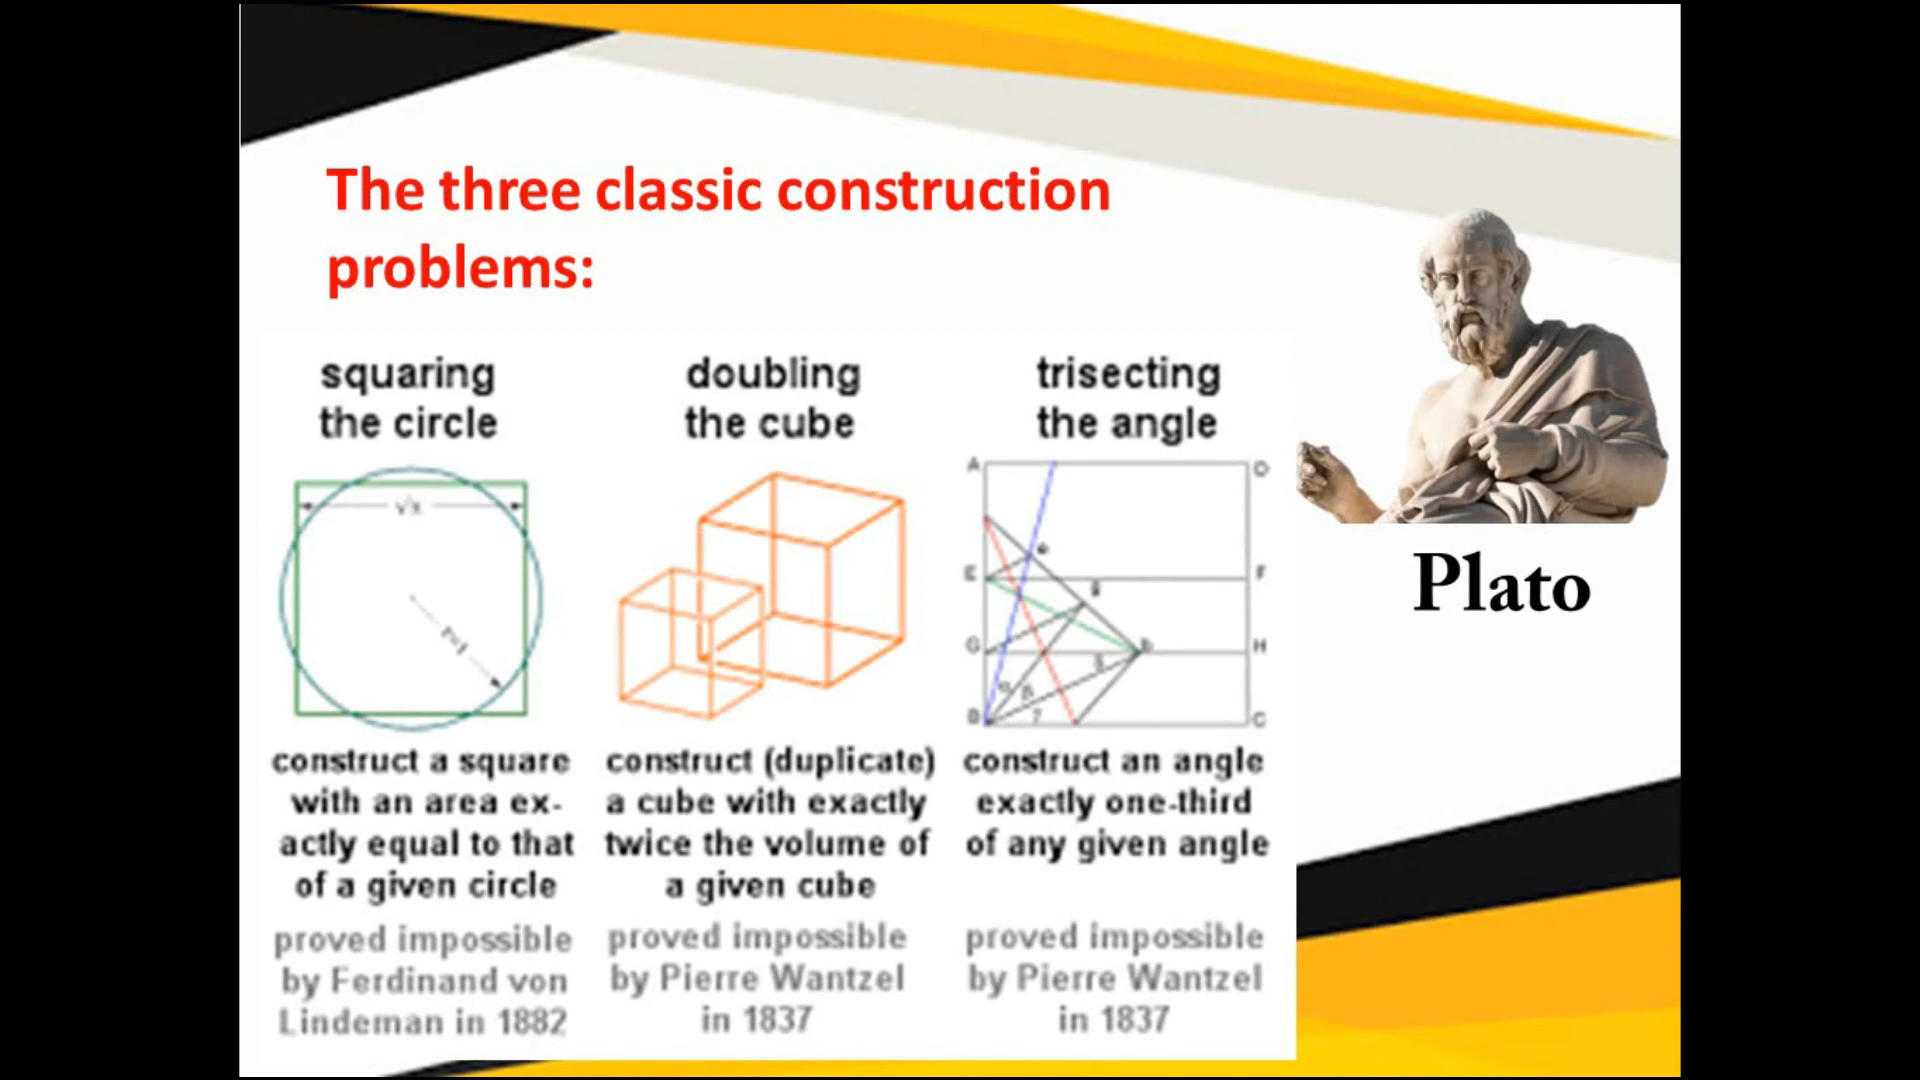 The three classic construction
problems:
squaring
the circle
√π
r=1
construct a square
with an area ex-
actly equal to that
of a given circle
proved impossible
by Ferdinand von
Lindeman in 1882
doubling
the cube
construct (duplicate)
a cube with exactly
twice the volume of
a given cube
proved impossible
by Pierre Wantzel
in 1837
trisecting
the angle
A
D
E
F
G
H
B
C
construct an angle
exactly one-third
of any given angle
proved impossible
by Pierre Wantzel
in 1837
Plato